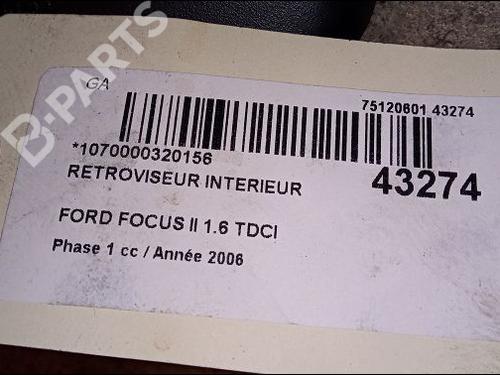 B-PARTS
GA
75120601 43274
*1070000320156
RETROVISEUR INTERIEUR
43274
FORD FOCUS II 1.6 TDCI
Phase 1 cc / Année 2006